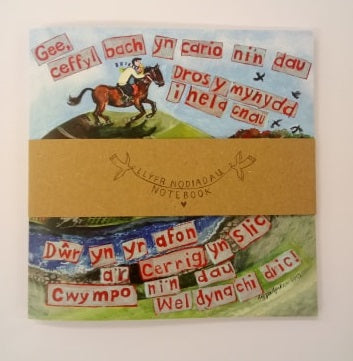 Gee,
ceffyl bach yn cario ni'n dau
Dros y mynydd
i hela cnau
LLYFR NODIADAU
NOTEBOOK
Dŵr yn yr afon
a'r Cerrig yn slic
Cwympo ni'n dau
Wel dyna chi dric!